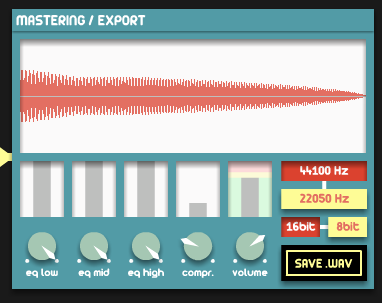 MASTERING / EXPORT
44100 Hz
22050 Hz
16bit 8bit
eq low eq mid eq high compr. volume
SAVE .WAV